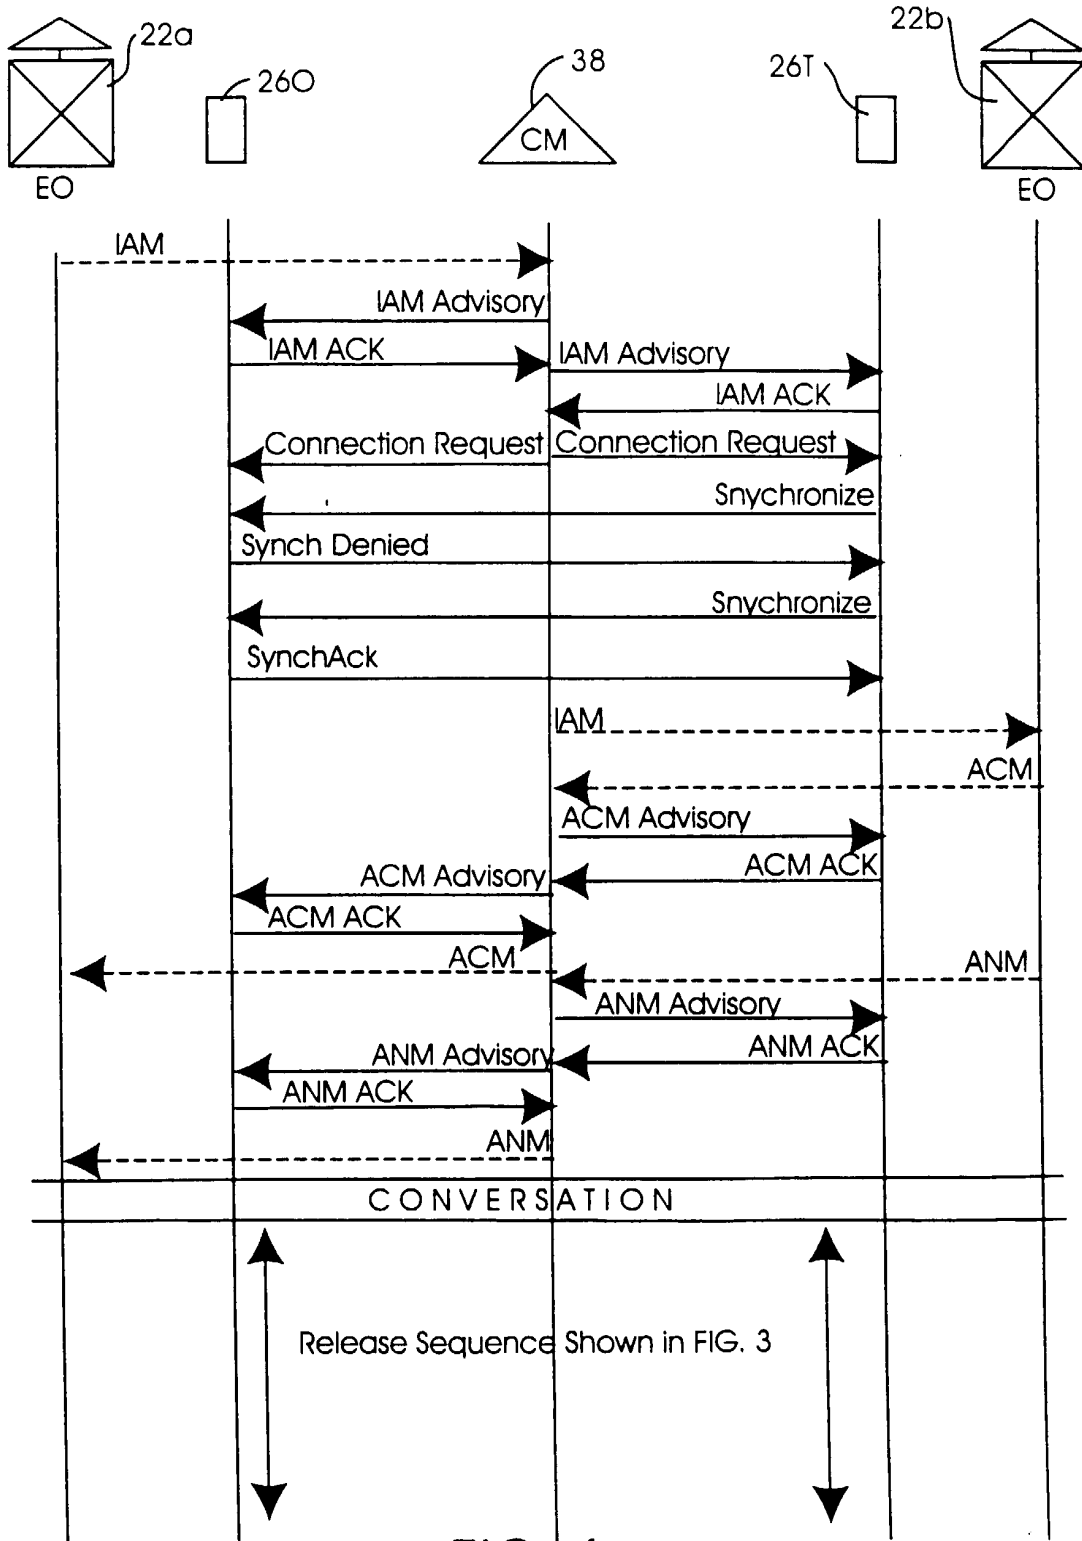 22a
26O
38
26T
22b
CM
EO
EO
IAM
IAM Advisory
IAM ACK
IAM Advisory
IAM ACK
Connection Request
Connection Request
Snychronize
Synch Denied
Snychronize
SynchAck
IAM
ACM
ACM Advisory
ACM ACK
ACM Advisory
ACM ACK
ACM
ANM
ANM Advisory
ANM ACK
ANM Advisory
ANM ACK
ANM
CONVERSATION
Release Sequence Shown in FIG. 3